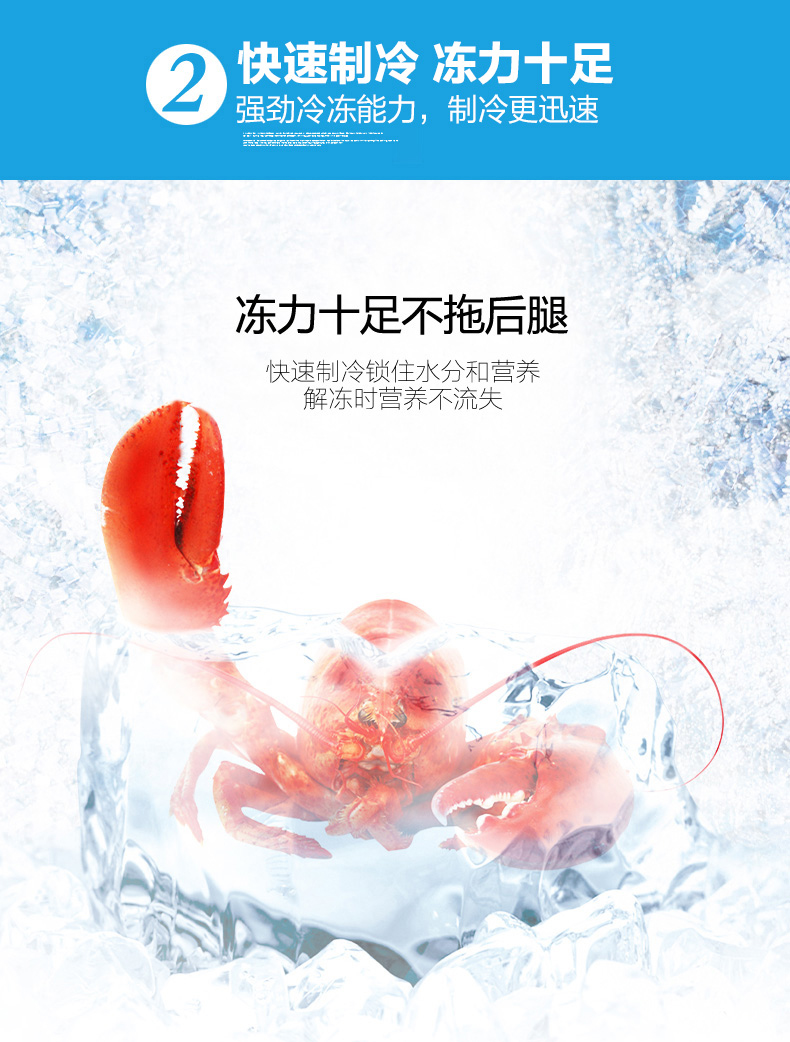 2
快速制冷 冻力十足
强劲冷冻能力，制冷更迅速
冻力十足不拖后腿
快速制冷锁住水分和营养
解冻时营养不流失